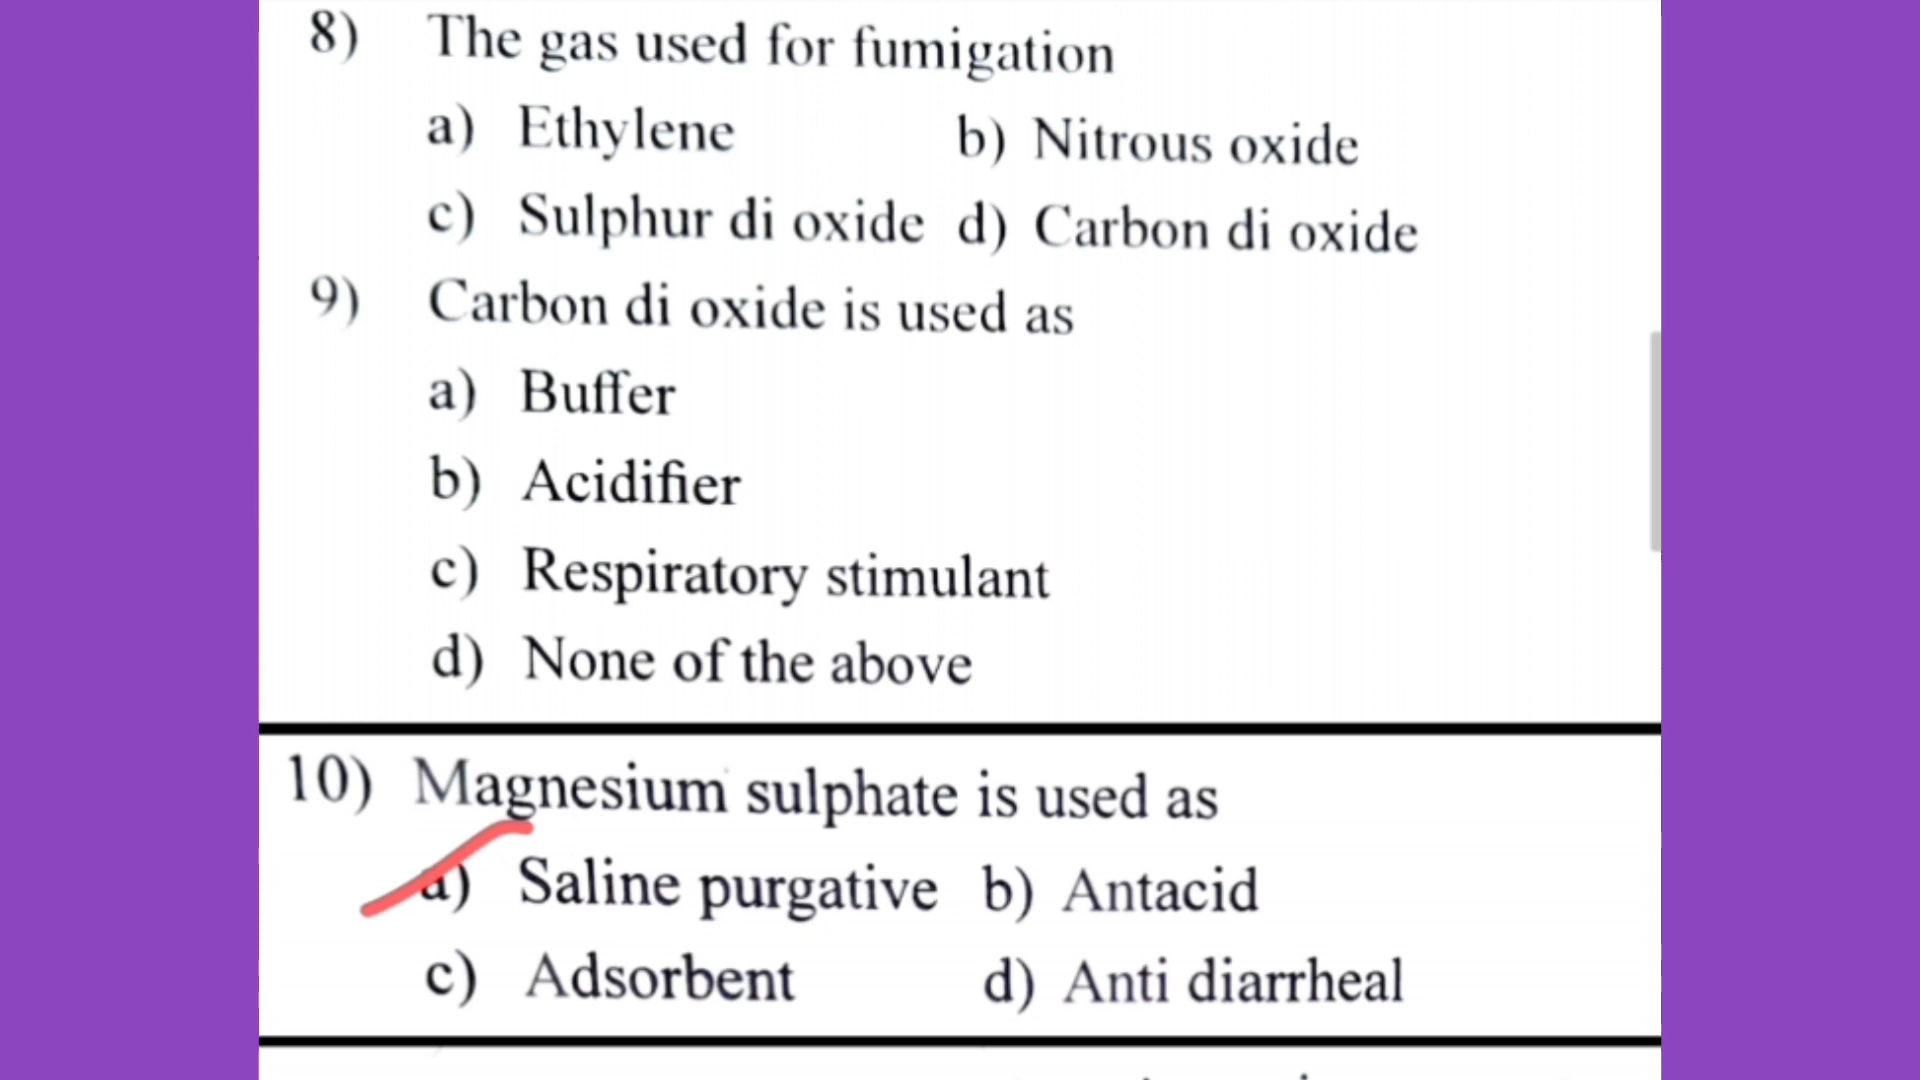 8) The gas used for fumigation
a) Ethylene b) Nitrous oxide
c) Sulphur di oxide d) Carbon di oxide
9) Carbon di oxide is used as
a) Buffer
b) Acidifier
c) Respiratory stimulant
d) None of the above
10) Magnesium sulphate is used as
a) Saline purgative b) Antacid
c) Adsorbent d) Anti diarrheal